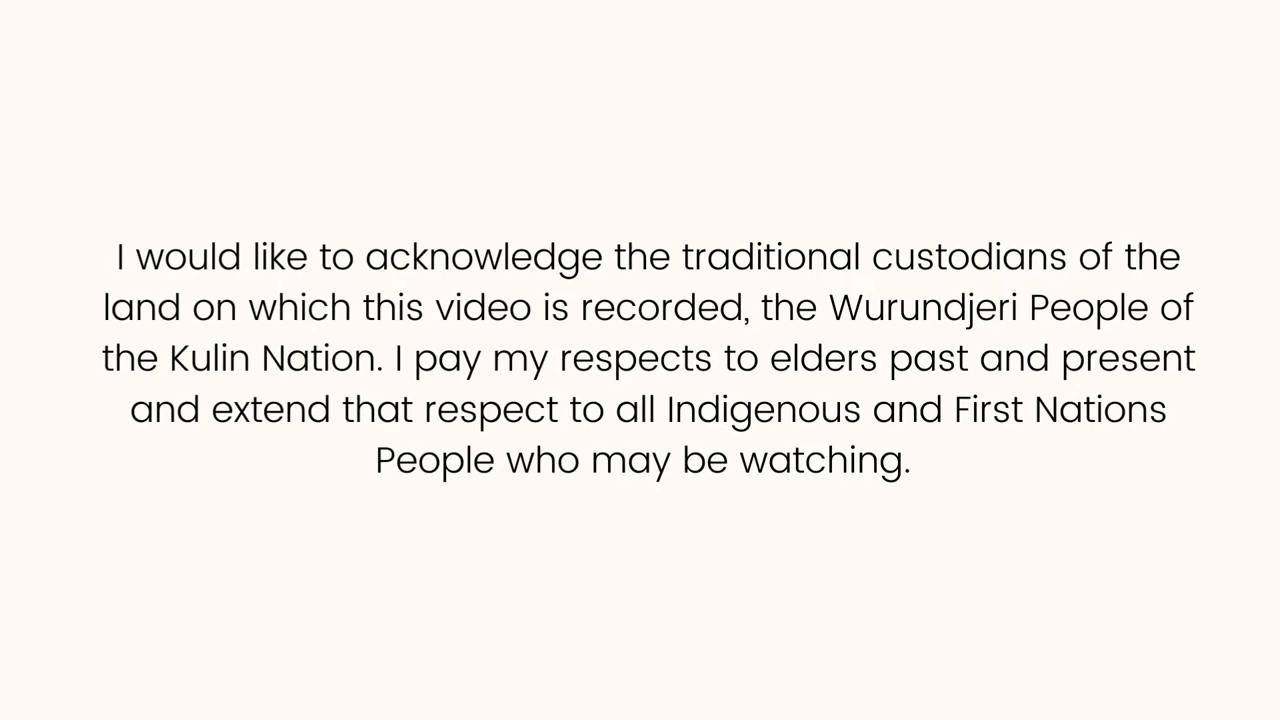 I would like to acknowledge the traditional custodians of the
land on which this video is recorded, the Wurundjeri People of
the Kulin Nation. I pay my respects to elders past and present
and extend that respect to all Indigenous and First Nations
People who may be watching.